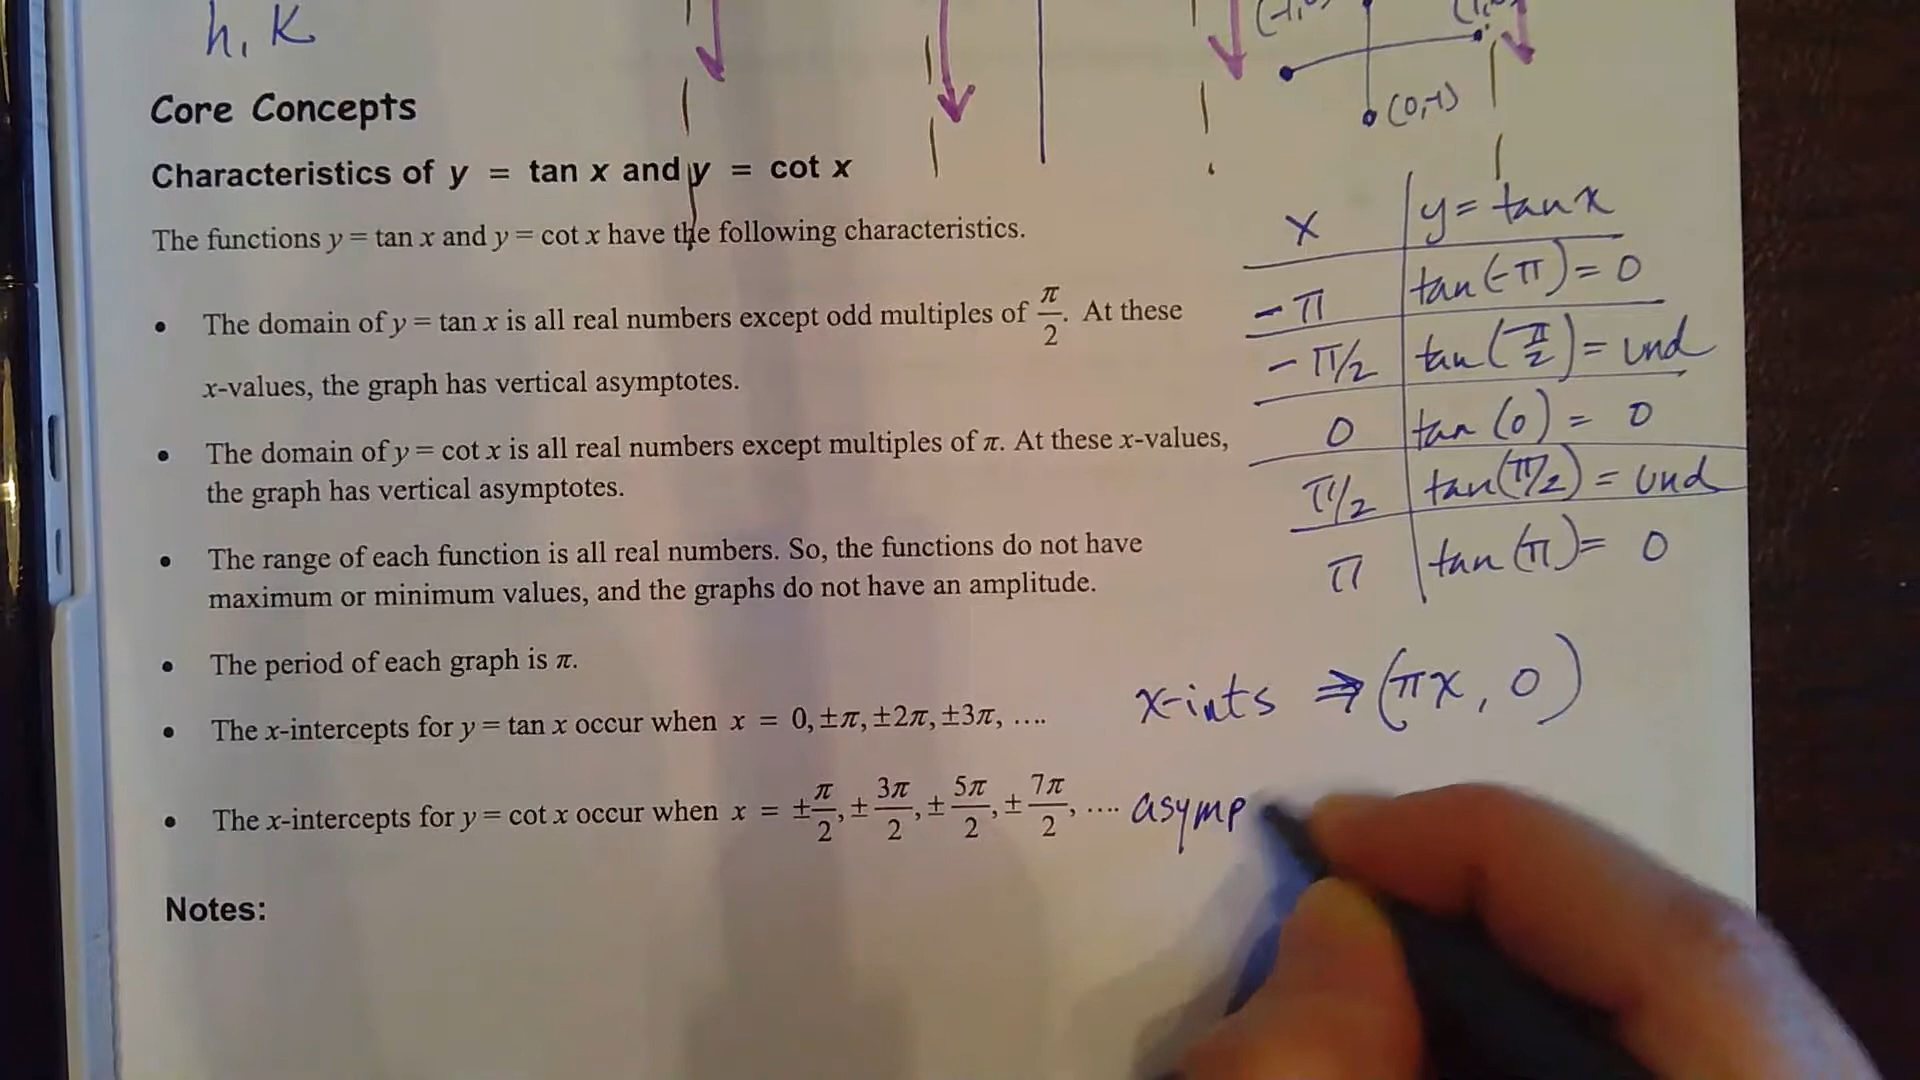 h, k
(0,-1)
Core Concepts
Characteristics of y = tan x and y = cot x
The functions y = tan x and y = cot x have the following characteristics.
• The domain of y = tan x is all real numbers except odd multiples of π/2. At these
x-values, the graph has vertical asymptotes.
• The domain of y = cot x is all real numbers except multiples of π. At these x-values,
the graph has vertical asymptotes.
• The range of each function is all real numbers. So, the functions do not have
maximum or minimum values, and the graphs do not have an amplitude.
• The period of each graph is π.
• The x-intercepts for y = tan x occur when x = 0, ±π, ±2π, ±3π, ....
• The x-intercepts for y = cot x occur when x = ±π/2, ±3π/2, ±5π/2, ±7π/2, ....
Notes:
x | y = tan x
-π | tan(-π) = 0
-π/2 | tan(-π/2) = und
0 | tan(0) = 0
π/2 | tan(π/2) = und
π | tan(π) = 0
x-ints ⇒ (πx, 0)
asymp